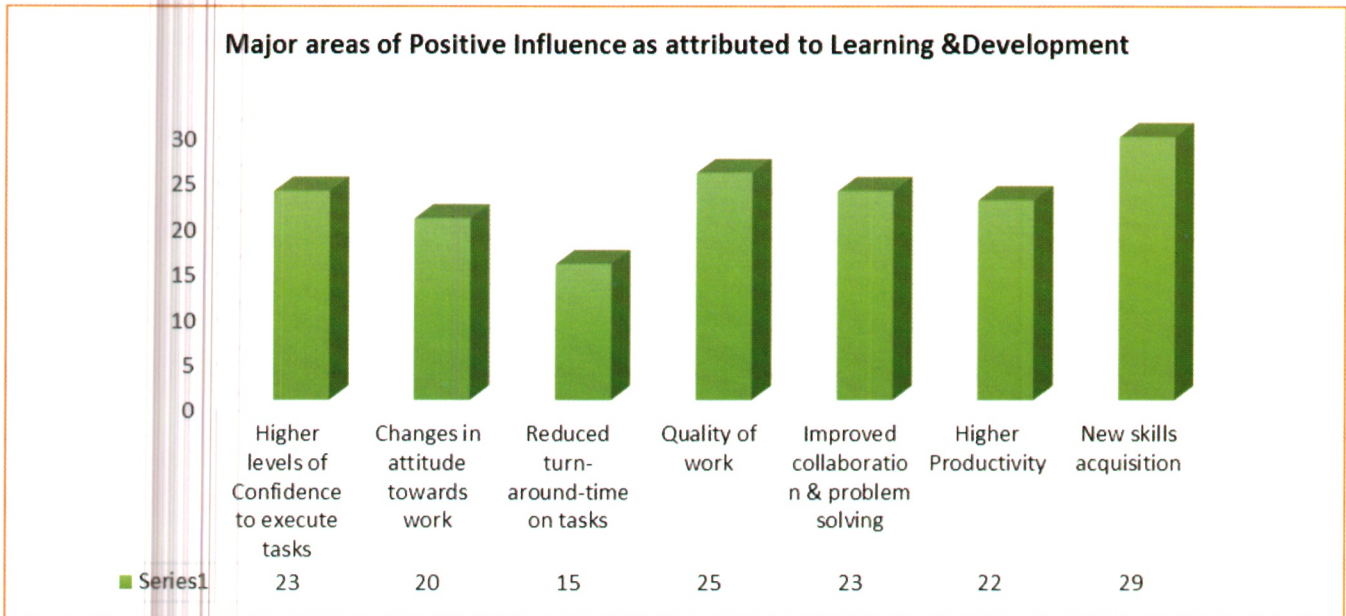 Major areas of Positive Influence as attributed to Learning &Development
30
25
20
15
10
5
0
Higher levels of Confidence to execute tasks
Changes in attitude towards work
Reduced turn-around-time on tasks
Quality of work
Improved collaboratio n & problem solving
Higher Productivity
New skills acquisition
Series1 23 20 15 25 23 22 29